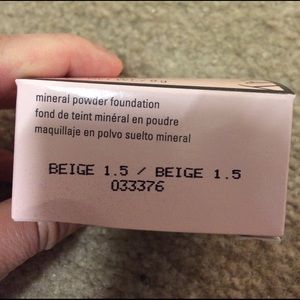 mineral powder foundation
fond de teint minéral en poudre
maquillaje en polvo suelto mineral
BEIGE 1.5 / BEIGE 1.5
033376